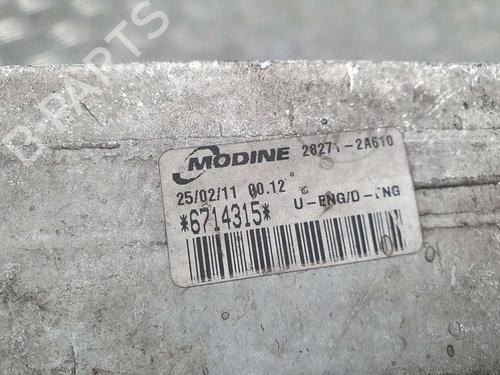 B-PARTS
MODINE 28271-2A610
25/02/11 00.12
*6714315* U-ENG/D-ENG